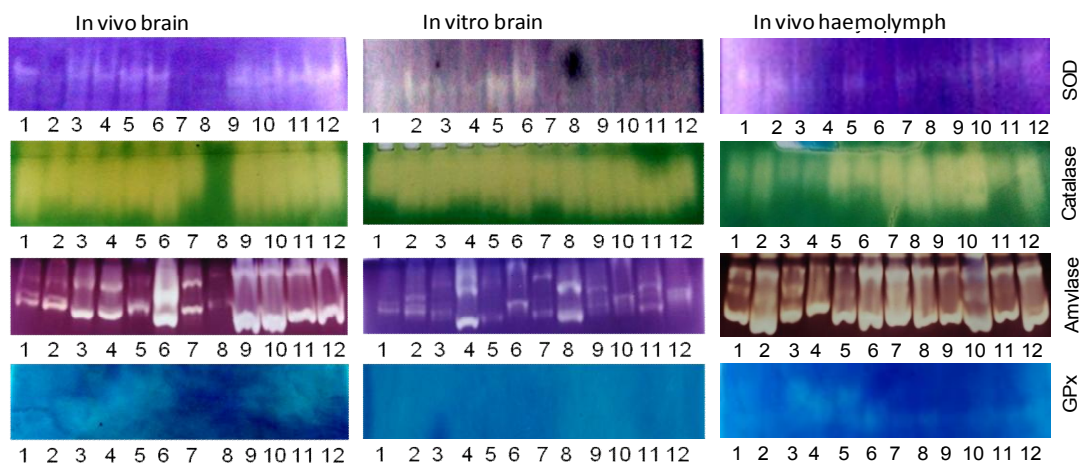 In vivo brain In vitro brain In vivo haemolymph
SOD
1 2 3 4 5 6 7 8 9 10 11 12 1 2 3 4 5 6 7 8 9 10 11 12 1 2 3 4 5 6 7 8 9 10 11 12
Catalase
1 2 3 4 5 6 7 8 9 10 11 12 1 2 3 4 5 6 7 8 9 10 11 12 1 2 3 4 5 6 7 8 9 10 11 12
Amylase
1 2 3 4 5 6 7 8 9 10 11 12 1 2 3 4 5 6 7 8 9 10 11 12 1 2 3 4 5 6 7 8 9 10 11 12
GPx
1 2 3 4 5 6 7 8 9 10 11 12 1 2 3 4 5 6 7 8 9 10 11 12 1 2 3 4 5 6 7 8 9 10 11 12